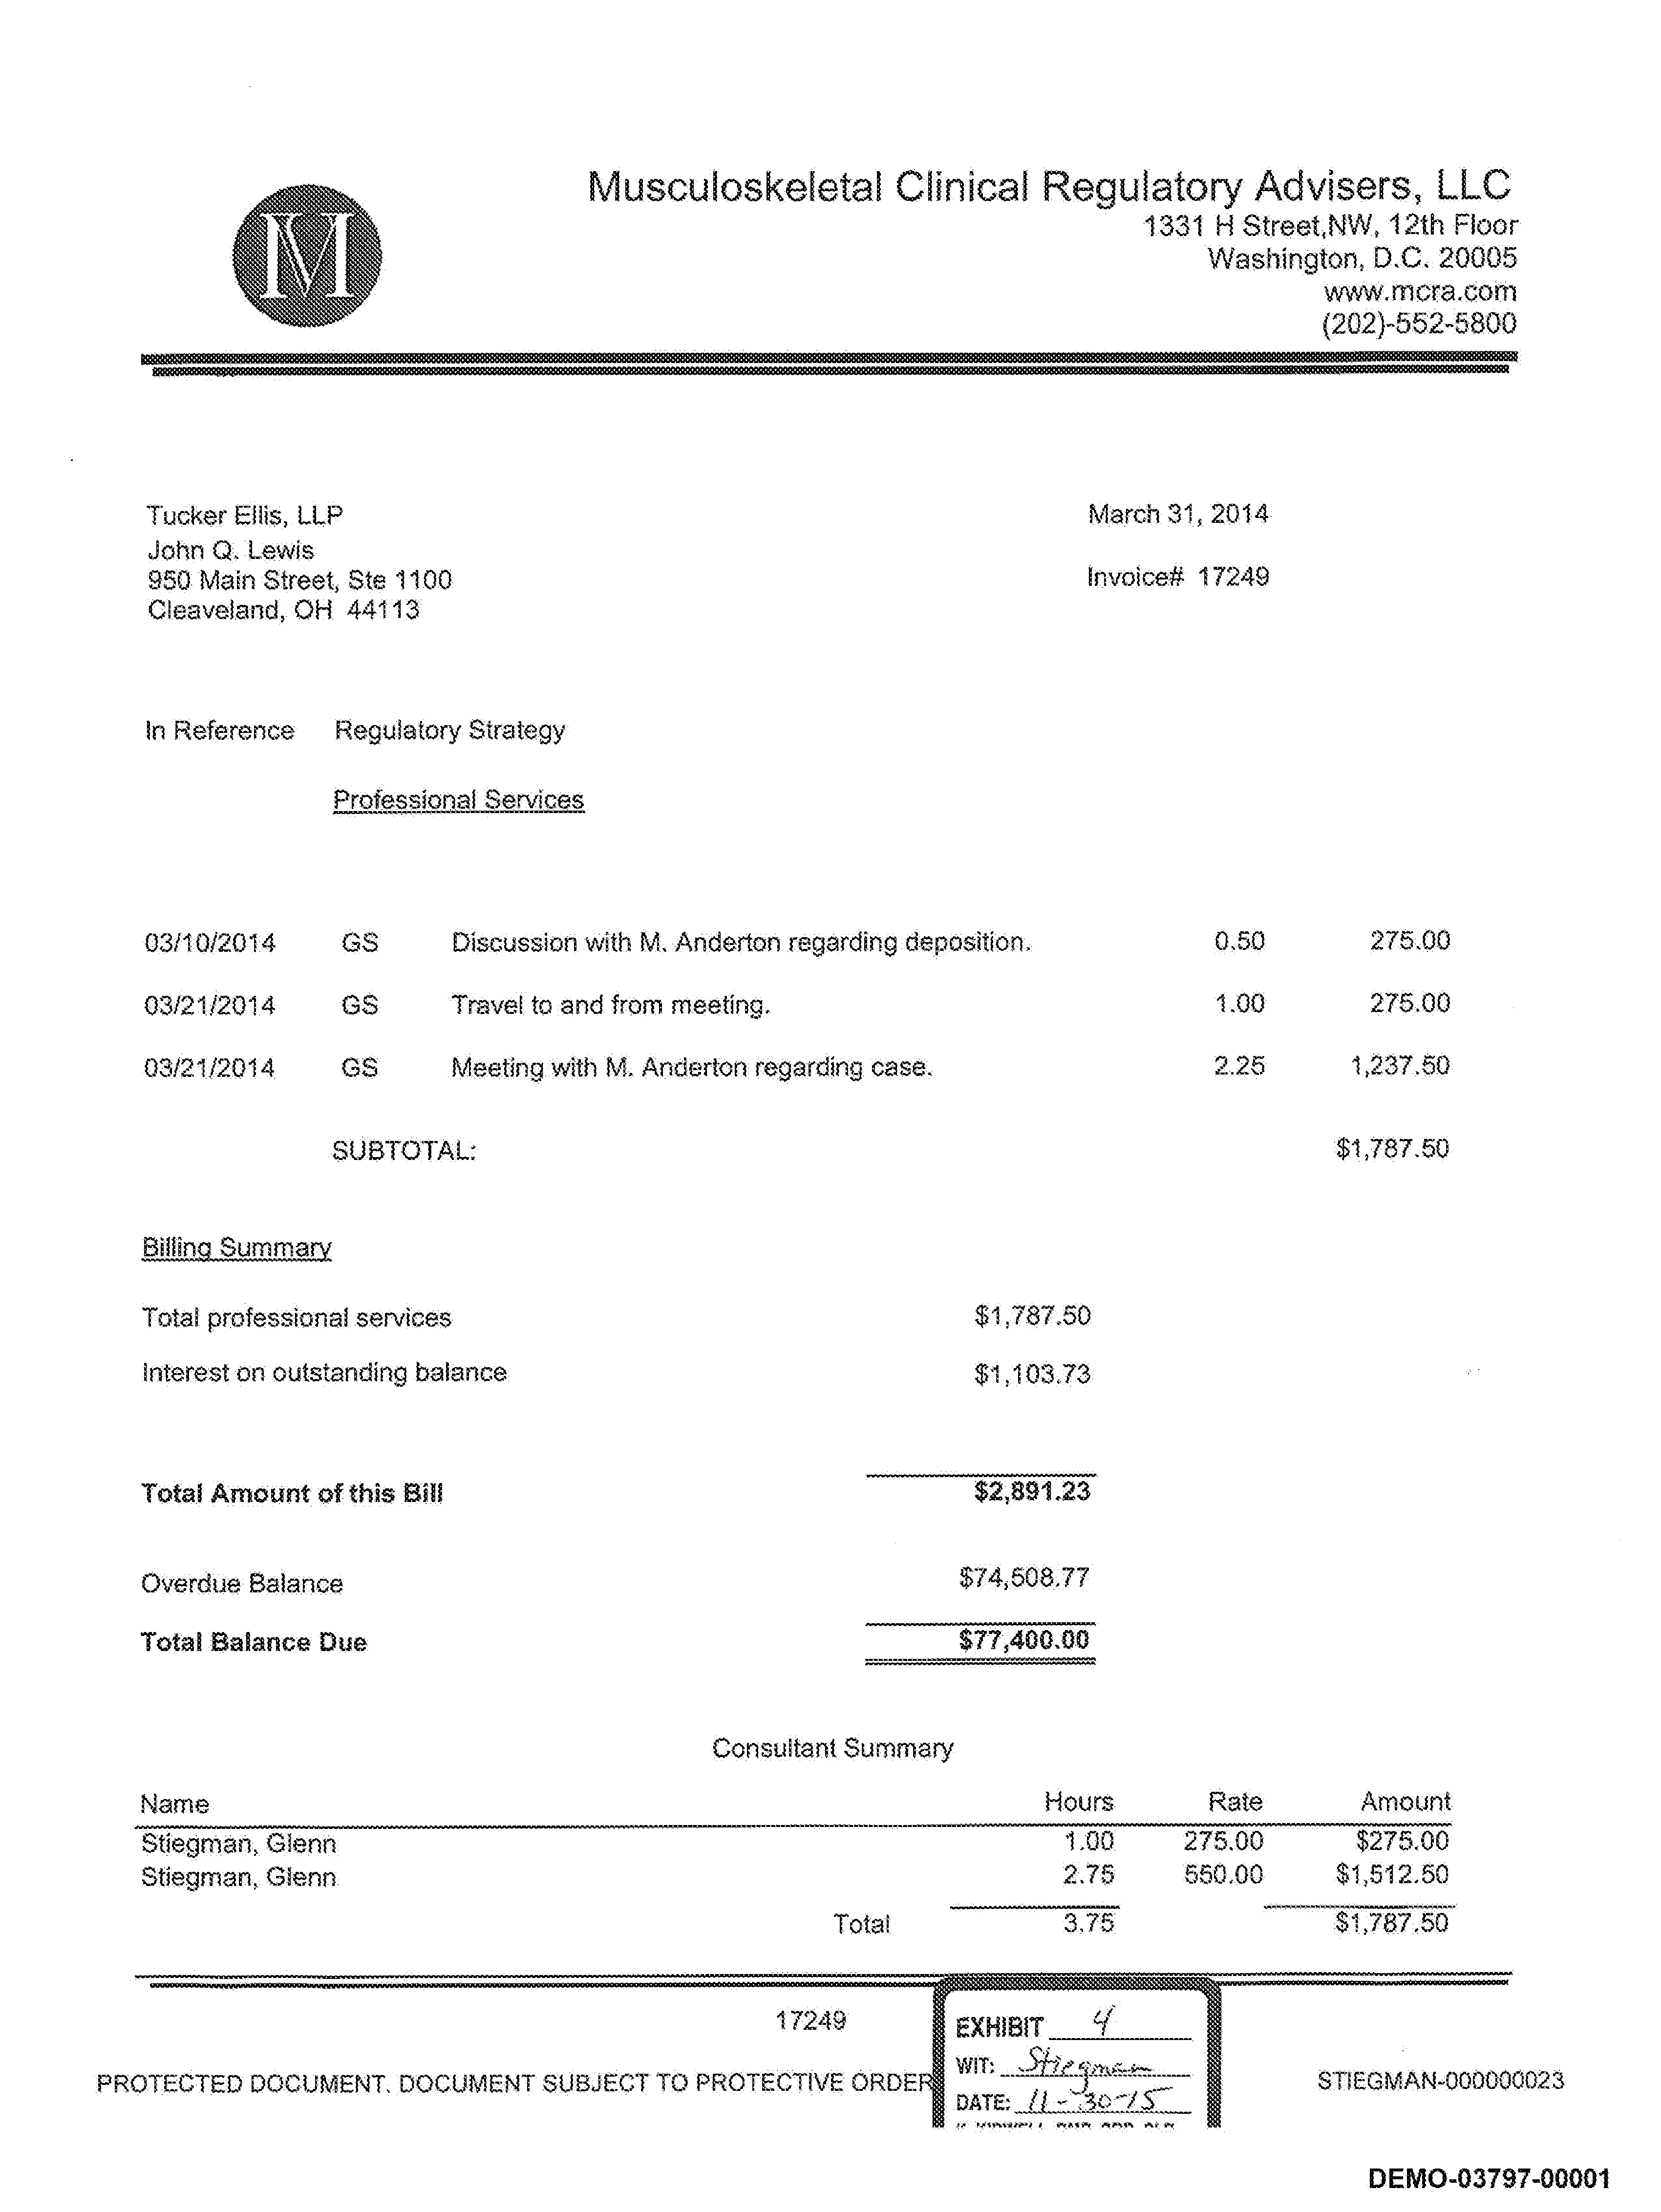 M
Musculoskeletal Clinical Regulatory Advisers, LLC
1331 H Street,NW, 12th Floor
Washington, D.C. 20005
www.mcra.com
(202)-552-5800
Tucker Ellis, LLP March 31, 2014
John Q. Lewis
950 Main Street, Ste 1100 Invoice# 17249
Cleaveland, OH 44113
In Reference Regulatory Strategy
Professional Services
03/10/2014 GS Discussion with M. Anderton regarding deposition. 0.50 275.00
03/21/2014 GS Travel to and from meeting. 1.00 275.00
03/21/2014 GS Meeting with M. Anderton regarding case. 2.25 1,237.50
SUBTOTAL: $1,787.50
Billing Summary
Total professional services $1,787.50
Interest on outstanding balance $1,103.73
Total Amount of this Bill $2,891.23
Overdue Balance $74,508.77
Total Balance Due $77,400.00
Consultant Summary
Name Hours Rate Amount
Stiegman, Glenn 1.00 275.00 $275.00
Stiegman, Glenn 2.75 550.00 $1,512.50
Total 3.75 $1,787.50
17249
EXHIBIT 4
WIT: Stiegman
DATE: 11-30-15
PROTECTED DOCUMENT. DOCUMENT SUBJECT TO PROTECTIVE ORDER
STIEGMAN-000000023
DEMO-03797-00001